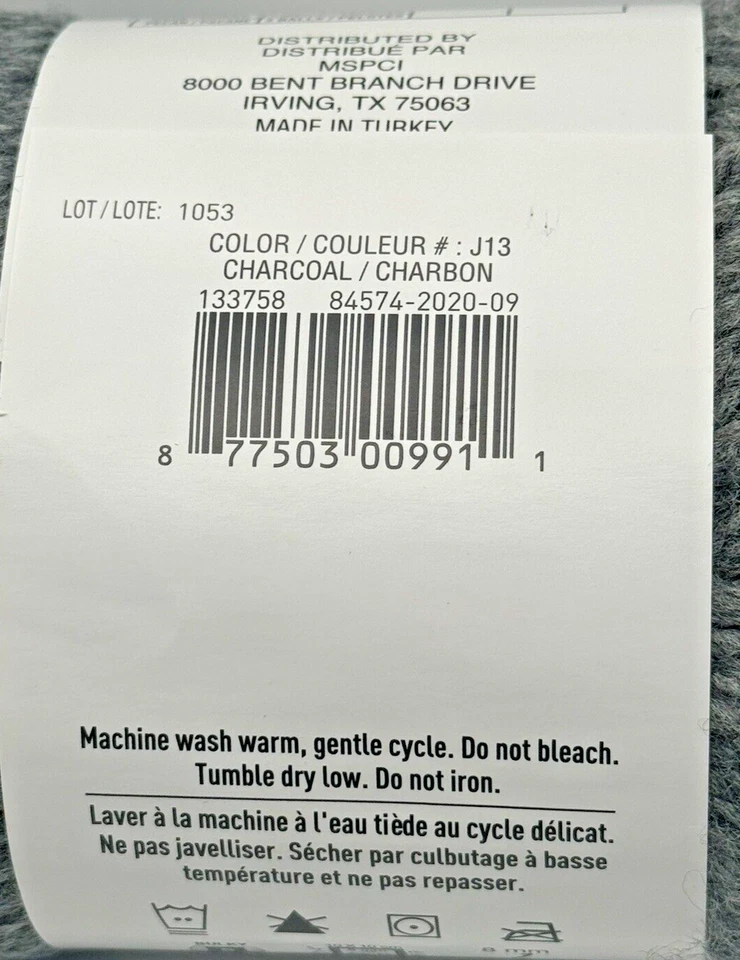 DISTRIBUTED BY
DISTRIBUÉ PAR
MSPCI
8000 BENT BRANCH DRIVE
IRVING, TX 75063
MADE IN TURKEY
LOT / LOTE: 1053
COLOR / COULEUR # : J13
CHARCOAL / CHARBON
133758 84574-2020-09
8 77503 00991 1
Machine wash warm, gentle cycle. Do not bleach.
Tumble dry low. Do not iron.
Laver à la machine à l'eau tiède au cycle délicat.
Ne pas javelliser. Sécher par culbutage à basse
température et ne pas repasser.
BULKY
8 mm